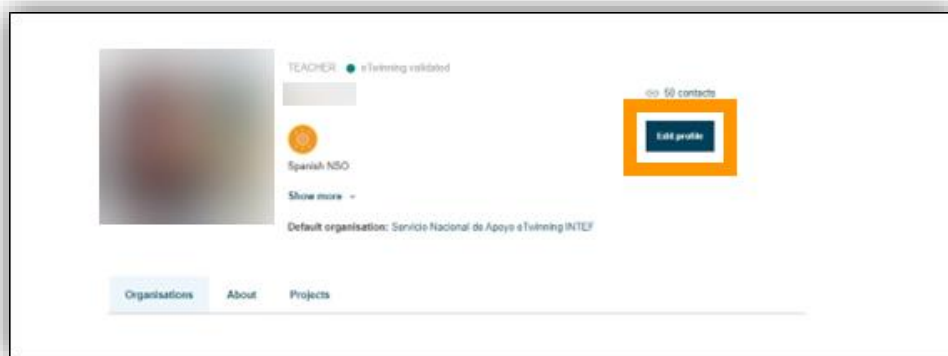 TEACHER eTwinning validated
50 contacts
Edit profile
Spanish NSO
Show more
Default organisation: Servicio Nacional de Apoyo eTwinning INTEF
Organisations About Projects